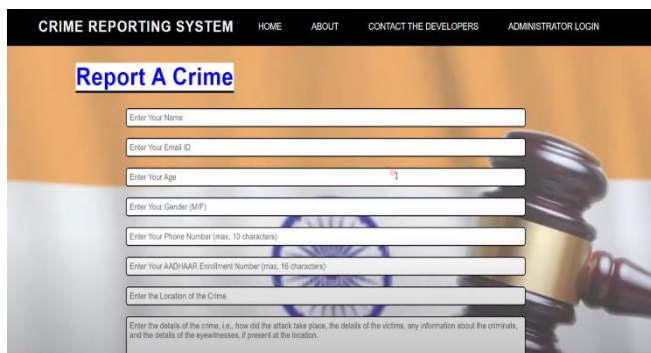 CRIME REPORTING SYSTEM HOME ABOUT CONTACT THE DEVELOPERS ADMINISTRATOR LOGIN
Report A Crime
Enter Your Name
Enter Your Email ID
Enter Your Age
Enter Your Gender (M/F)
Enter Your Phone Number (max. 10 characters)
Enter Your AADHAAR Enrollment Number (max. 16 characters)
Enter the Location of the Crime
Enter the details of the crime, i.e., how did the attack take place, the details of the victims, any information about the criminals,
and the details of the eyewitnesses, if present at the location.